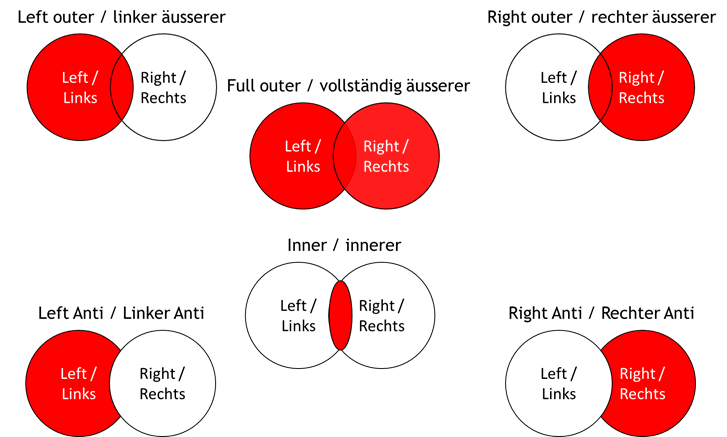 Left outer / linker äusserer
Left /
Links
Right /
Rechts
Right outer / rechter äusserer
Left /
Links
Right /
Rechts
Full outer / vollständig äusserer
Left /
Links
Right /
Rechts
Inner / innerer
Left /
Links
Right /
Rechts
Left Anti / Linker Anti
Left /
Links
Right /
Rechts
Right Anti / Rechter Anti
Left /
Links
Right /
Rechts